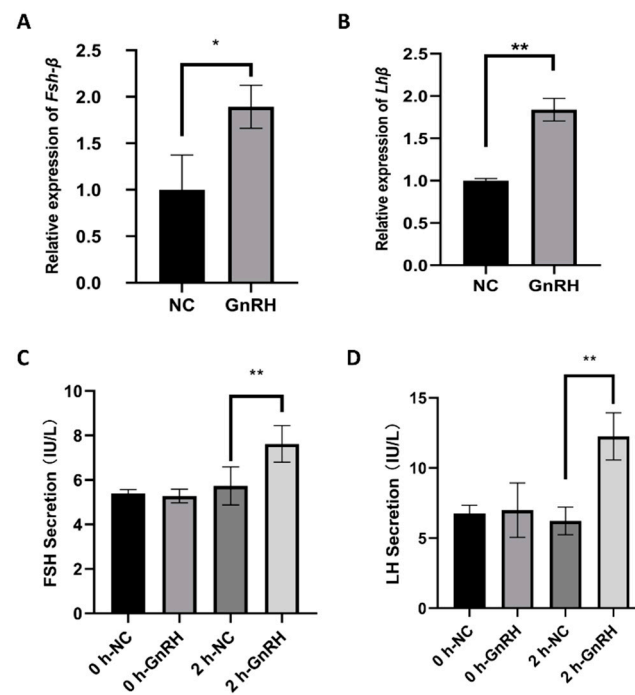 A
Relative expression of Fsh-β
2.5
2.0
1.5
1.0
0.5
0.0
*
NC
GnRH
B
Relative expression of Lhβ
2.5
2.0
1.5
1.0
0.5
0.0
**
NC
GnRH
C
FSH Secretion (IU/L)
10
8
6
4
2
0
**
0 h-NC
0 h-GnRH
2 h-NC
2 h-GnRH
D
LH Secretion (IU/L)
15
10
5
0
**
0 h-NC
0 h-GnRH
2 h-NC
2 h-GnRH